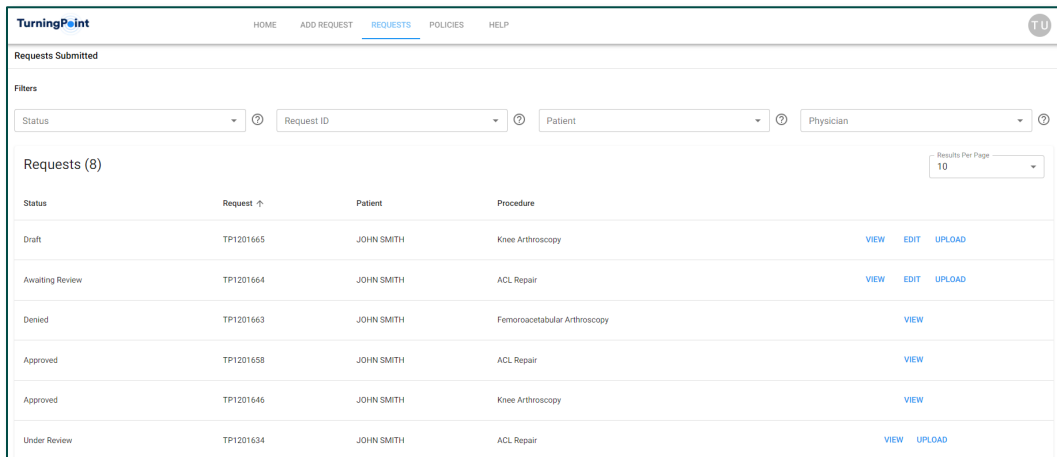 TurningPoint HOME ADD REQUEST REQUESTS POLICIES HELP TU
Requests Submitted
Filters
Status Request ID Patient Physician
Requests (8) Results Per Page
10
Status Request Patient Procedure
Draft TP1201665 JOHN SMITH Knee Arthroscopy VIEW EDIT UPLOAD
Awaiting Review TP1201664 JOHN SMITH ACL Repair VIEW EDIT UPLOAD
Denied TP1201663 JOHN SMITH Femoroacetabular Arthroscopy VIEW
Approved TP1201658 JOHN SMITH ACL Repair VIEW
Approved TP1201646 JOHN SMITH Knee Arthroscopy VIEW
Under Review TP1201634 JOHN SMITH ACL Repair VIEW UPLOAD